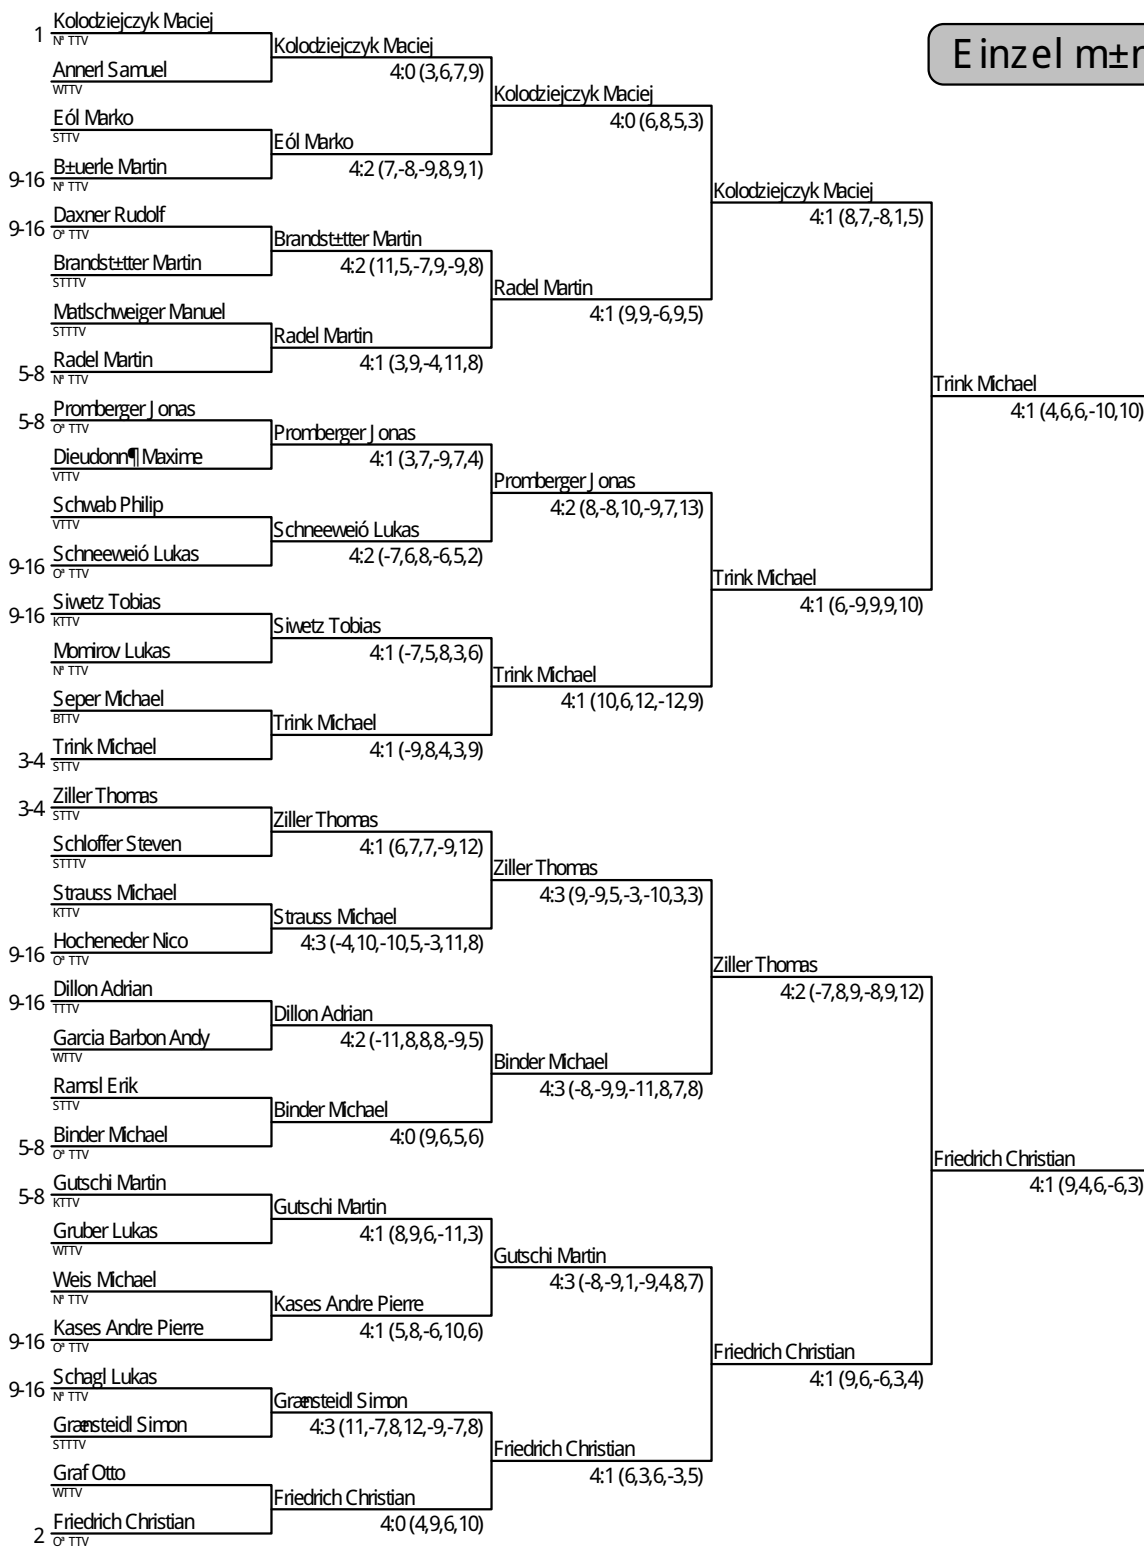 Einzel m±
1 Kolodziejczyk Maciej
Nª TTV
Annerl Samuel
WTTV
Eól Marko
STTV
9-16 B±uerle Martin
Nª TTV
9-16 Daxner Rudolf
Oª TTV
Brandst±tter Martin
STTTV
Matlschweiger Manuel
STTTV
5-8 Radel Martin
Nª TTV
5-8 Promberger Jonas
Oª TTV
Dieudonn¶ Maxime
VTTV
Schwab Philip
VTTV
9-16 Schneeweió Lukas
Oª TTV
9-16 Siwetz Tobias
KTTV
Momirov Lukas
Nª TTV
Seper Michael
BTTV
3-4 Trink Michael
STTV
3-4 Ziller Thomas
STTV
Schloffer Steven
STTTV
Strauss Michael
KTTV
9-16 Hocheneder Nico
Oª TTV
9-16 Dillon Adrian
TTTV
Garcia Barbon Andy
WTTV
Ramsl Erik
STTV
5-8 Binder Michael
Oª TTV
5-8 Gutschi Martin
KTTV
Gruber Lukas
WTTV
Weis Michael
Nª TTV
9-16 Kases Andre Pierre
Oª TTV
9-16 Schagl Lukas
Nª TTV
Grænsteidl Simon
STTTV
Graf Otto
WTTV
2 Friedrich Christian
Oª TTV
Kolodziejczyk Maciej
4:0 (3,6,7,9)
Eól Marko
4:2 (7,-8,-9,8,9,1)
Brandst±tter Martin
4:2 (11,5,-7,9,-9,8)
Radel Martin
4:1 (3,9,-4,11,8)
Promberger Jonas
4:1 (3,7,-9,7,4)
Schneeweió Lukas
4:2 (-7,6,8,-6,5,2)
Siwetz Tobias
4:1 (-7,5,8,3,6)
Trink Michael
4:1 (-9,8,4,3,9)
Ziller Thomas
4:1 (6,7,7,-9,12)
Strauss Michael
4:3 (-4,10,-10,5,-3,11,8)
Dillon Adrian
4:2 (-11,8,8,8,-9,5)
Binder Michael
4:0 (9,6,5,6)
Gutschi Martin
4:1 (8,9,6,-11,3)
Kases Andre Pierre
4:1 (5,8,-6,10,6)
Grænsteidl Simon
4:3 (11,-7,8,12,-9,-7,8)
Friedrich Christian
4:0 (4,9,6,10)
Kolodziejczyk Maciej
4:0 (6,8,5,3)
Radel Martin
4:1 (9,9,-6,9,5)
Promberger Jonas
4:2 (8,-8,10,-9,7,13)
Trink Michael
4:1 (10,6,12,-12,9)
Ziller Thomas
4:3 (9,-9,5,-3,-10,3,3)
Binder Michael
4:3 (-8,-9,9,-11,8,7,8)
Gutschi Martin
4:3 (-8,-9,1,-9,4,8,7)
Friedrich Christian
4:1 (6,3,6,-3,5)
Kolodziejczyk Maciej
4:1 (8,7,-8,1,5)
Trink Michael
4:1 (6,-9,9,9,10)
Ziller Thomas
4:2 (-7,8,9,-8,9,12)
Friedrich Christian
4:1 (9,6,-6,3,4)
Trink Michael
4:1 (4,6,6,-10,10)
Friedrich Christian
4:1 (9,4,6,-6,3)